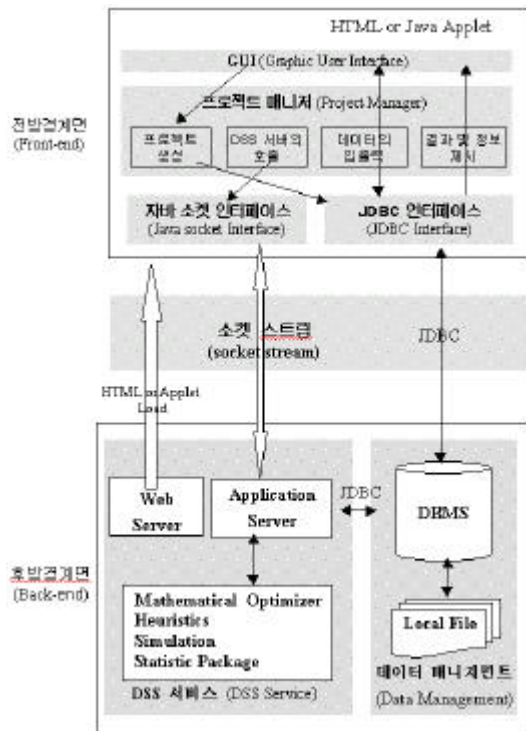 HTML or Java Applet
GUI (Graphic User Interface)
프로젝트 매니저 (Project Manager)
전방결계면
(Front-end)
프로젝트
생성
DSS 서버의
호출
데이터의
입출력
결과 및 정보
제시
자바 소켓 인터페이스
(Java socket Interface)
JDBC 인터페이스
(JDBC Interface)
소켓 스트림
(socket stream)
JDBC
HTML or Applet
Load
Web
Server
Application
Server
JDBC
DBMS
후방결계면
(Back-end)
Mathematical Optimizer
Heuristics
Simulation
Statistic Package
Local File
DSS 서비스 (DSS Service)
데이터 매니지먼트
(Data Management)